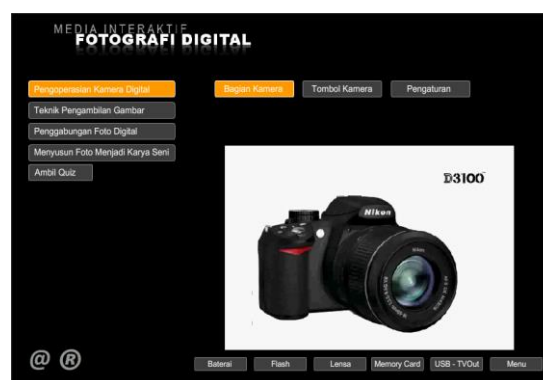 MEDIA INTERAKTIF
FOTOGRAFI DIGITAL
Pengoperasian Kamera Digital
Bagian Kamera
Tombol Kamera
Pengaturan
Teknik Pengambilan Gambar
Penggabungan Foto Digital
Menyusun Foto Menjadi Karya Seni
Ambil Quiz
D3100
Nikon
@ ®
Baterai
Flash
Lensa
Memory Card
USB - TVOut
Menu